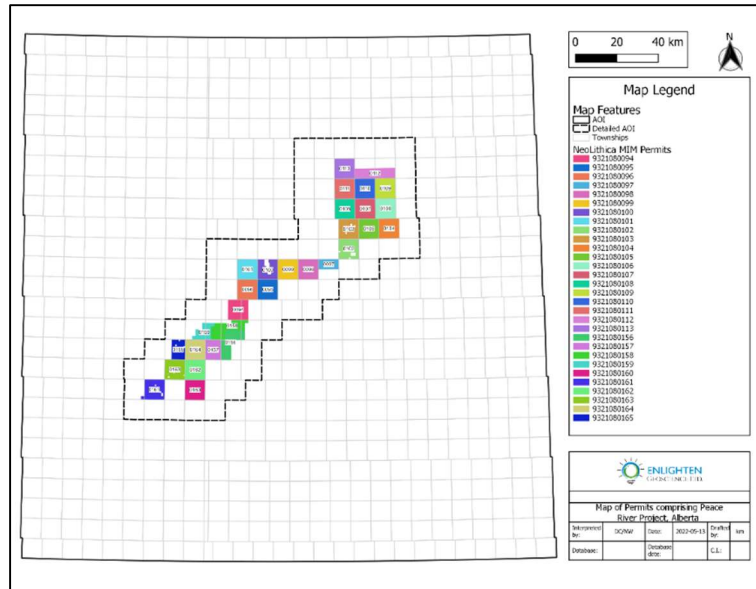 N
0 20 40 km
Map Legend
Map Features
AOI
Detailed AOI
Townships
NeoLithica MIM Permits
9321080094
9321080095
9321080096
9321080097
9321080098
9321080099
9321080100
9321080101
9321080102
9321080103
9321080104
9321080105
9321080106
9321080107
9321080108
9321080109
9321080110
9321080111
9321080112
9321080113
9321080156
9321080157
9321080158
9321080159
9321080160
9321080161
9321080162
9321080163
9321080164
9321080165
ENLIGHTEN
GEOSCIENCE LTD
Map of Permits comprising Peace
River Project, Alberta
Interpreted by: DC/NW Date: 2022-05-13 Drafted by: km
Database: Database date: C.I.: